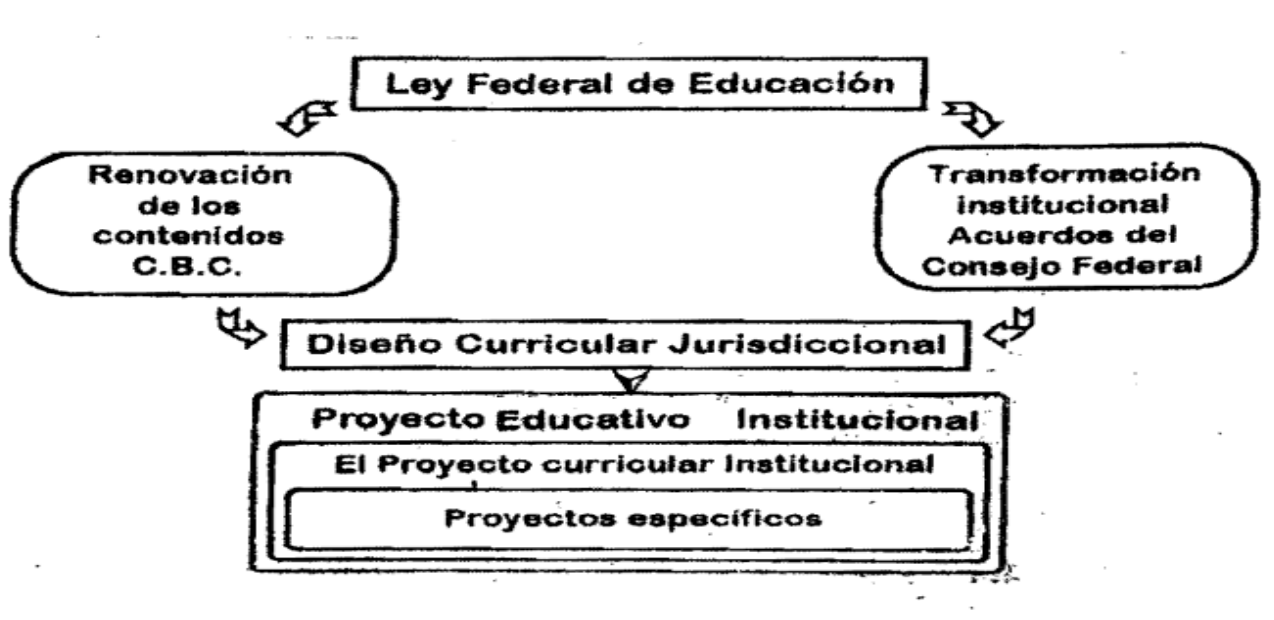 Ley Federal de Educación
Renovación
de los
contenidos
C.B.C.
Transformación
institucional
Acuerdos del
Consejo Federal
Diseño Curricular Jurisdiccional
Proyecto Educativo Institucional
El Proyecto curricular Institucional
Proyectos específicos